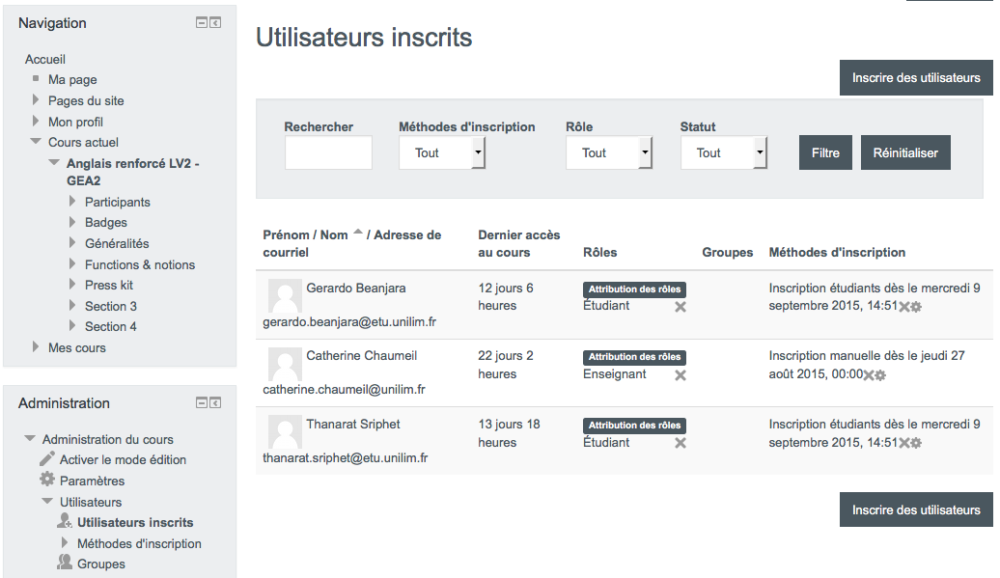 Navigation
Accueil
Ma page
Pages du site
Mon profil
Cours actuel
Anglais renforcé LV2 -
GEA2
Participants
Badges
Généralités
Functions & notions
Press kit
Section 3
Section 4
Mes cours
Administration
Administration du cours
Activer le mode édition
Paramètres
Utilisateurs
Utilisateurs inscrits
Méthodes d'inscription
Groupes
Utilisateurs inscrits
Inscrire des utilisateurs
Rechercher Méthodes d'inscription Rôle Statut
Tout Tout Tout Filtre Réinitialiser
Prénom / Nom / Adresse de
courriel
Dernier accès
au cours
Rôles
Groupes
Méthodes d'inscription
Gerardo Beanjara
gerardo.beanjara@etu.unilim.fr
12 jours 6
heures
Attribution des rôles
Étudiant
Inscription étudiants dès le mercredi 9
septembre 2015, 14:51
Catherine Chaumeil
catherine.chaumeil@unilim.fr
22 jours 2
heures
Attribution des rôles
Enseignant
Inscription manuelle dès le jeudi 27
août 2015, 00:00
Thanarat Sriphet
thanarat.sriphet@etu.unilim.fr
13 jours 18
heures
Attribution des rôles
Étudiant
Inscription étudiants dès le mercredi 9
septembre 2015, 14:51
Inscrire des utilisateurs